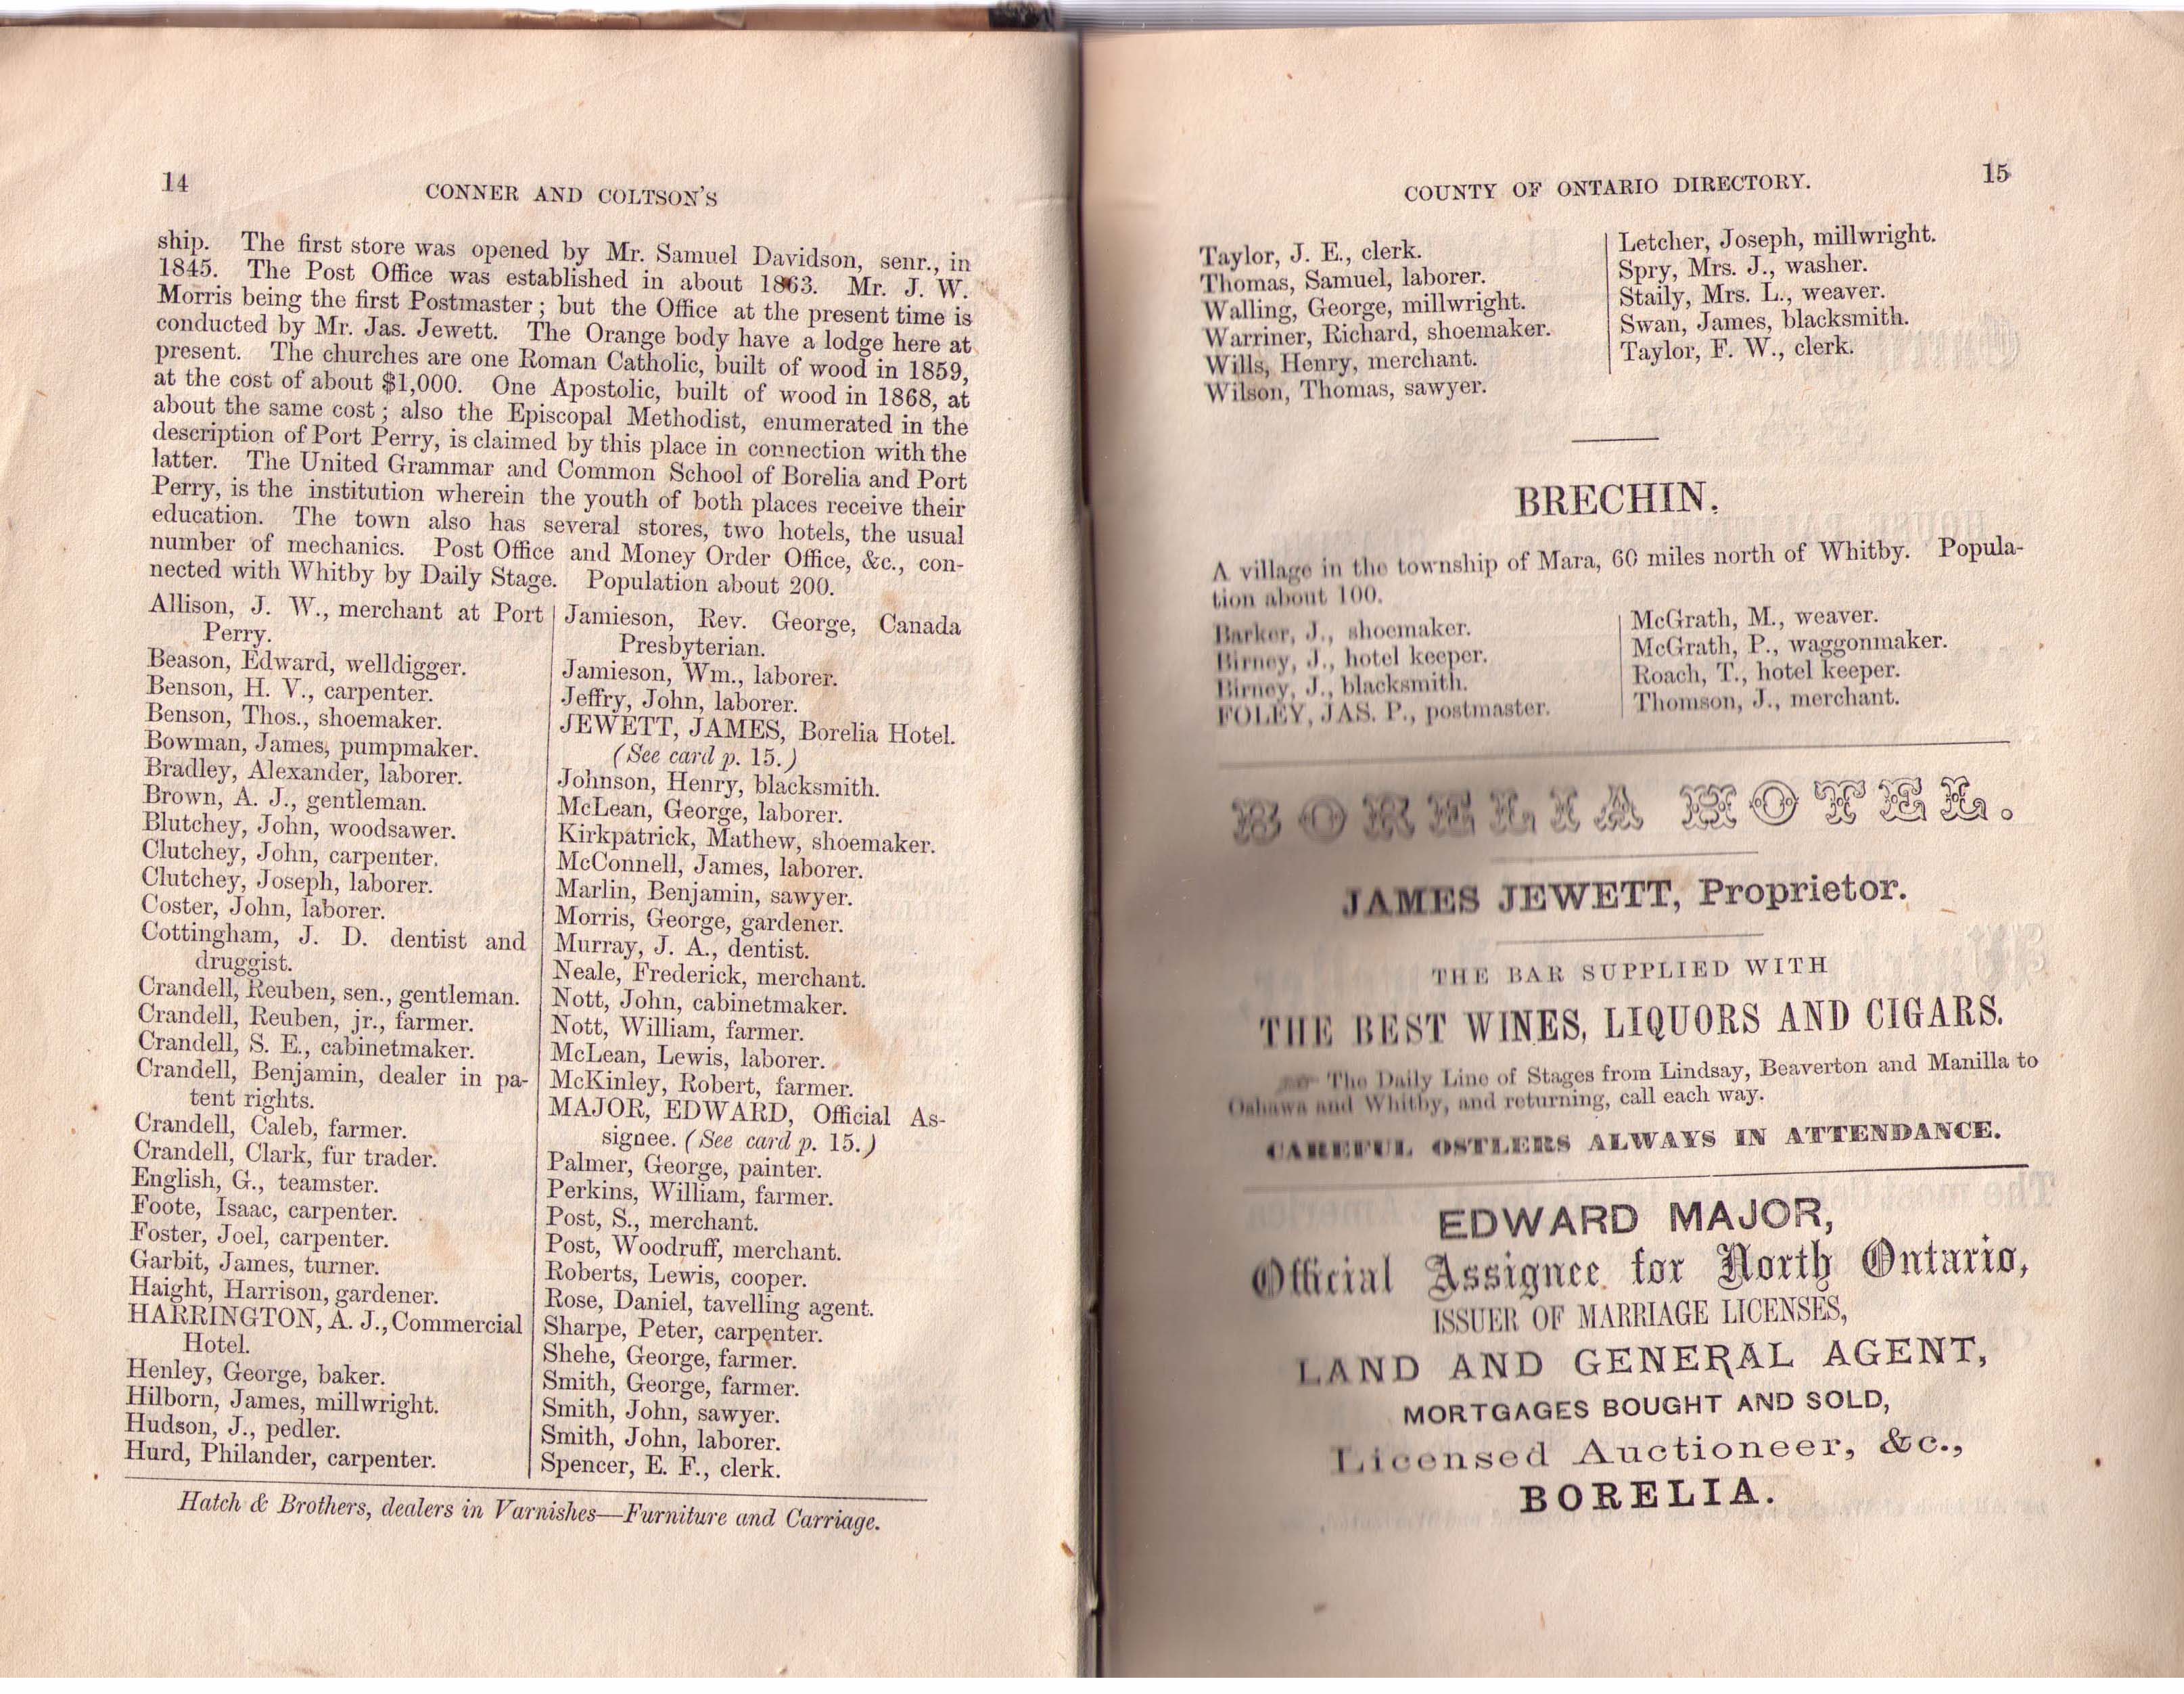 14
CONNER AND COLTSON'S
ship. The first store was opened by Mr. Samuel Davidson, senr., in
1845. The Post Office was established in about 1863. Mr. J. W.
Morris being the first Postmaster; but the Office at the present time is
conducted by Mr. Jas. Jewett. The Orange body have a lodge here at
present. The churches are one Roman Catholic, built of wood in 1859,
at the cost of about $1,000. One Apostolic, built of wood in 1868, at
about the same cost; also the Episcopal Methodist, enumerated in the
description of Port Perry, is claimed by this place in connection with the
latter. The United Grammar and Common School of Borelia and Port
Perry, is the institution wherein the youth of both places receive their
education. The town also has several stores, two hotels, the usual
number of mechanics. Post Office and Money Order Office, &c., con-
nected with Whitby by Daily Stage. Population about 200.
Allison, J. W., merchant at Port
Perry.
Beason, Edward, welldigger.
Benson, H. V., carpenter.
Benson, Thos., shoemaker.
Bowman, James, pumpmaker.
Bradley, Alexander, laborer.
Brown, A. J., gentleman.
Blutchey, John, woodsawer.
Clutchey, John, carpenter.
Clutchey, Joseph, laborer.
Coster, John, laborer.
Cottingham, J. D. dentist and
druggist.
Crandell, Reuben, sen., gentleman.
Crandell, Reuben, jr., farmer.
Crandell, S. E., cabinetmaker.
Crandell, Benjamin, dealer in pa-
tent rights.
Crandell, Caleb, farmer.
Crandell, Clark, fur trader.
English, G., teamster.
Foote, Isaac, carpenter.
Foster, Joel, carpenter.
Garbit, James, turner.
Haight, Harrison, gardener.
HARRINGTON, A. J., Commercial
Hotel.
Henley, George, baker.
Hilborn, James, millwright.
Hudson, J., pedler.
Hurd, Philander, carpenter.
Jamieson, Rev. George, Canada
Presbyterian.
Jamieson, Wm., laborer.
Jeffry, John, laborer.
JEWETT, JAMES, Borelia Hotel.
(See card p. 15.)
Johnson, Henry, blacksmith.
McLean, George, laborer.
Kirkpatrick, Mathew, shoemaker.
McConnell, James, laborer.
Marlin, Benjamin, sawyer.
Morris, George, gardener.
Murray, J. A., dentist.
Neale, Frederick, merchant.
Nott, John, cabinetmaker.
Nott, William, farmer.
McLean, Lewis, laborer.
McKinley, Robert, farmer.
MAJOR, EDWARD, Official As-
signee. (See card p. 15.)
Palmer, George, painter.
Perkins, William, farmer.
Post, S., merchant.
Post, Woodruff, merchant.
Roberts, Lewis, cooper.
Rose, Daniel, tavelling agent.
Sharpe, Peter, carpenter.
Shehe, George, farmer.
Smith, George, farmer.
Smith, John, sawyer.
Smith, John, laborer.
Spencer, E. F., clerk.
Hatch & Brothers, dealers in Varnishes—Furniture and Carriage.
COUNTY OF ONTARIO DIRECTORY.
15
Taylor, J. E., clerk.
Thomas, Samuel, laborer.
Walling, George, millwright.
Warriner, Richard, shoemaker.
Wills, Henry, merchant.
Wilson, Thomas, sawyer.
Letcher, Joseph, millwright.
Spry, Mrs. J., washer.
Staily, Mrs. L., weaver.
Swan, James, blacksmith.
Taylor, F. W., clerk.
BRECHIN.
A village in the township of Mara, 60 miles north of Whitby. Popula-
tion about 100.
Barker, J., shoemaker.
Birney, J., hotel keeper.
Birney, J., blacksmith.
FOLEY, JAS. P., postmaster.
McGrath, M., weaver.
McGrath, P., waggonmaker.
Roach, T., hotel keeper.
Thomson, J., merchant.
BORELIA HOTEL.
JAMES JEWETT, Proprietor.
THE BAR SUPPLIED WITH
THE BEST WINES, LIQUORS AND CIGARS.
The Daily Line of Stages from Lindsay, Beaverton and Manilla to
Oshawa and Whitby, and returning, call each way.
CAREFUL OSTLERS ALWAYS IN ATTENDANCE.
EDWARD MAJOR,
Official Assignee for North Ontario,
ISSUER OF MARRIAGE LICENSES,
LAND AND GENERAL AGENT,
MORTGAGES BOUGHT AND SOLD,
Licensed Auctioneer, &c.,
BORELIA.